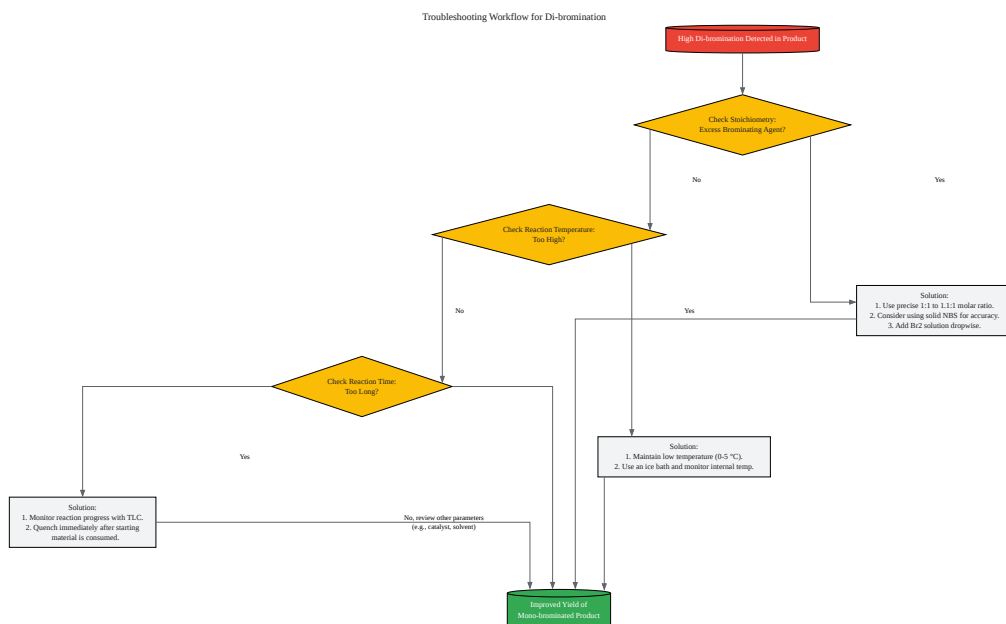 Troubleshooting Workflow for Di-bromination
High Di-bromination Detected in Product
Check Stoichiometry:
Excess Brominating Agent?
No
Yes
Check Reaction Temperature:
Too High?
Solution:
1. Use precise 1:1 to 1.1:1 molar ratio.
2. Consider using solid NBS for accuracy.
3. Add Br2 solution dropwise.
No
Yes
Check Reaction Time:
Too Long?
Solution:
1. Maintain low temperature (0-5 °C).
2. Use an ice bath and monitor internal temp.
Yes
Solution:
1. Monitor reaction progress with TLC.
2. Quench immediately after starting
material is consumed.
No, review other parameters
(e.g., catalyst, solvent)
Improved Yield of
Mono-brominated Product